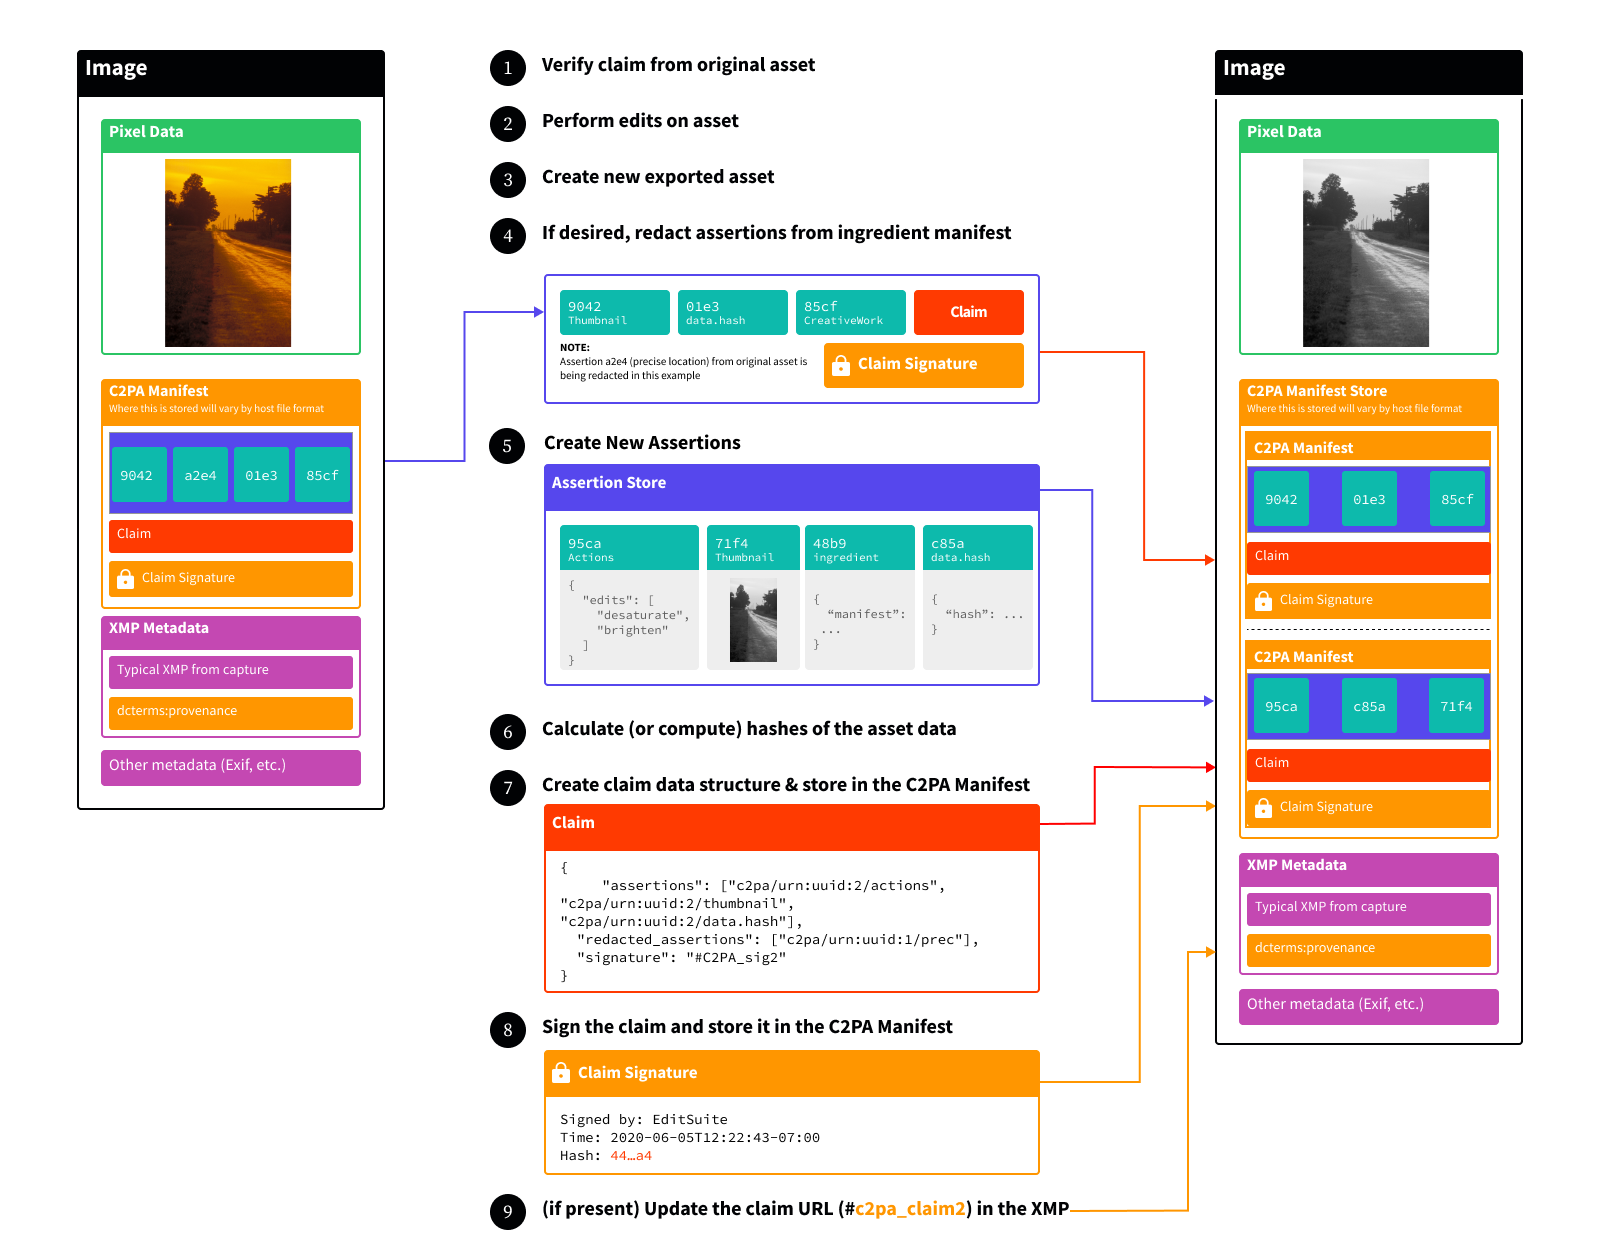 Image
Pixel Data
C2PA Manifest
Where this is stored will vary by host file format
9042 a2e4 01e3 85cf
Claim
Claim Signature
XMP Metadata
Typical XMP from capture
dcterms:provenance
Other metadata (Exif, etc.)
1 Verify claim from original asset
2 Perform edits on asset
3 Create new exported asset
4 If desired, redact assertions from ingredient manifest
9042 01e3 85cf Claim
Thumbnail data.hash CreativeWork
NOTE:
Assertion a2e4 (precise location) from original asset is
being redacted in this example
Claim Signature
5 Create New Assertions
Assertion Store
95ca
Actions
{
"edits": [
"desaturate",
"brighten"
]
}
71f4
Thumbnail
48b9
ingredient
{
“manifest”:
...
}
c85a
data.hash
{
“hash”: ...
}
6 Calculate (or compute) hashes of the asset data
7 Create claim data structure & store in the C2PA Manifest
Claim
{
"assertions": ["c2pa/urn:uuid:2/actions",
"c2pa/urn:uuid:2/thumbnail",
"c2pa/urn:uuid:2/data.hash"],
"redacted_assertions": ["c2pa/urn:uuid:1/prec"],
"signature": "#C2PA_sig2"
}
8 Sign the claim and store it in the C2PA Manifest
Claim Signature
Signed by: EditSuite
Time: 2020-06-05T12:22:43-07:00
Hash: 44…a4
9 (if present) Update the claim URL (#c2pa_claim2) in the XMP
Image
Pixel Data
C2PA Manifest Store
Where this is stored will vary by host file format
C2PA Manifest
9042 01e3 85cf
Claim
Claim Signature
C2PA Manifest
95ca c85a 71f4
Claim
Claim Signature
XMP Metadata
Typical XMP from capture
dcterms:provenance
Other metadata (Exif, etc.)